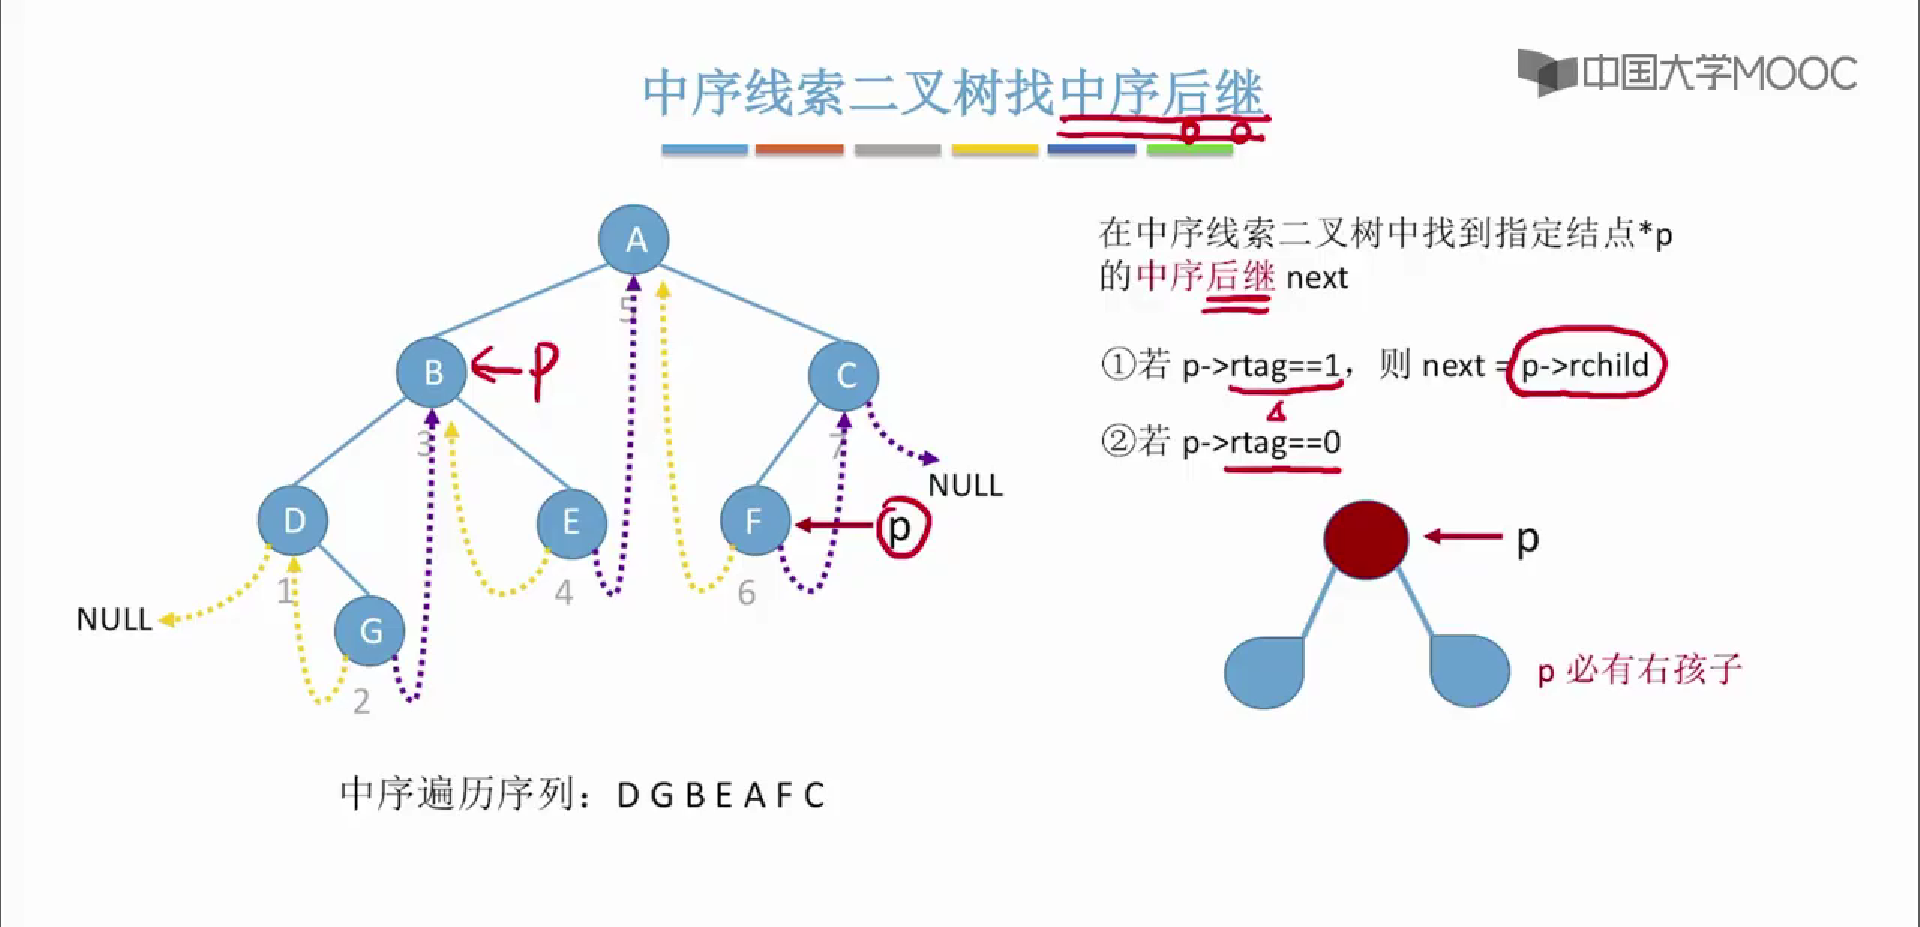 中国大学MOOC
中序线索二叉树找中序后继
在中序线索二叉树中找到指定结点*p
的中序后继 next
①若 p->rtag==1，则 next = p->rchild
②若 p->rtag==0
p
p 必有右孩子
A
5
B
P
C
3
7
NULL
D
E
F
p
1
4
6
NULL
G
2
中序遍历序列：D G B E A F C